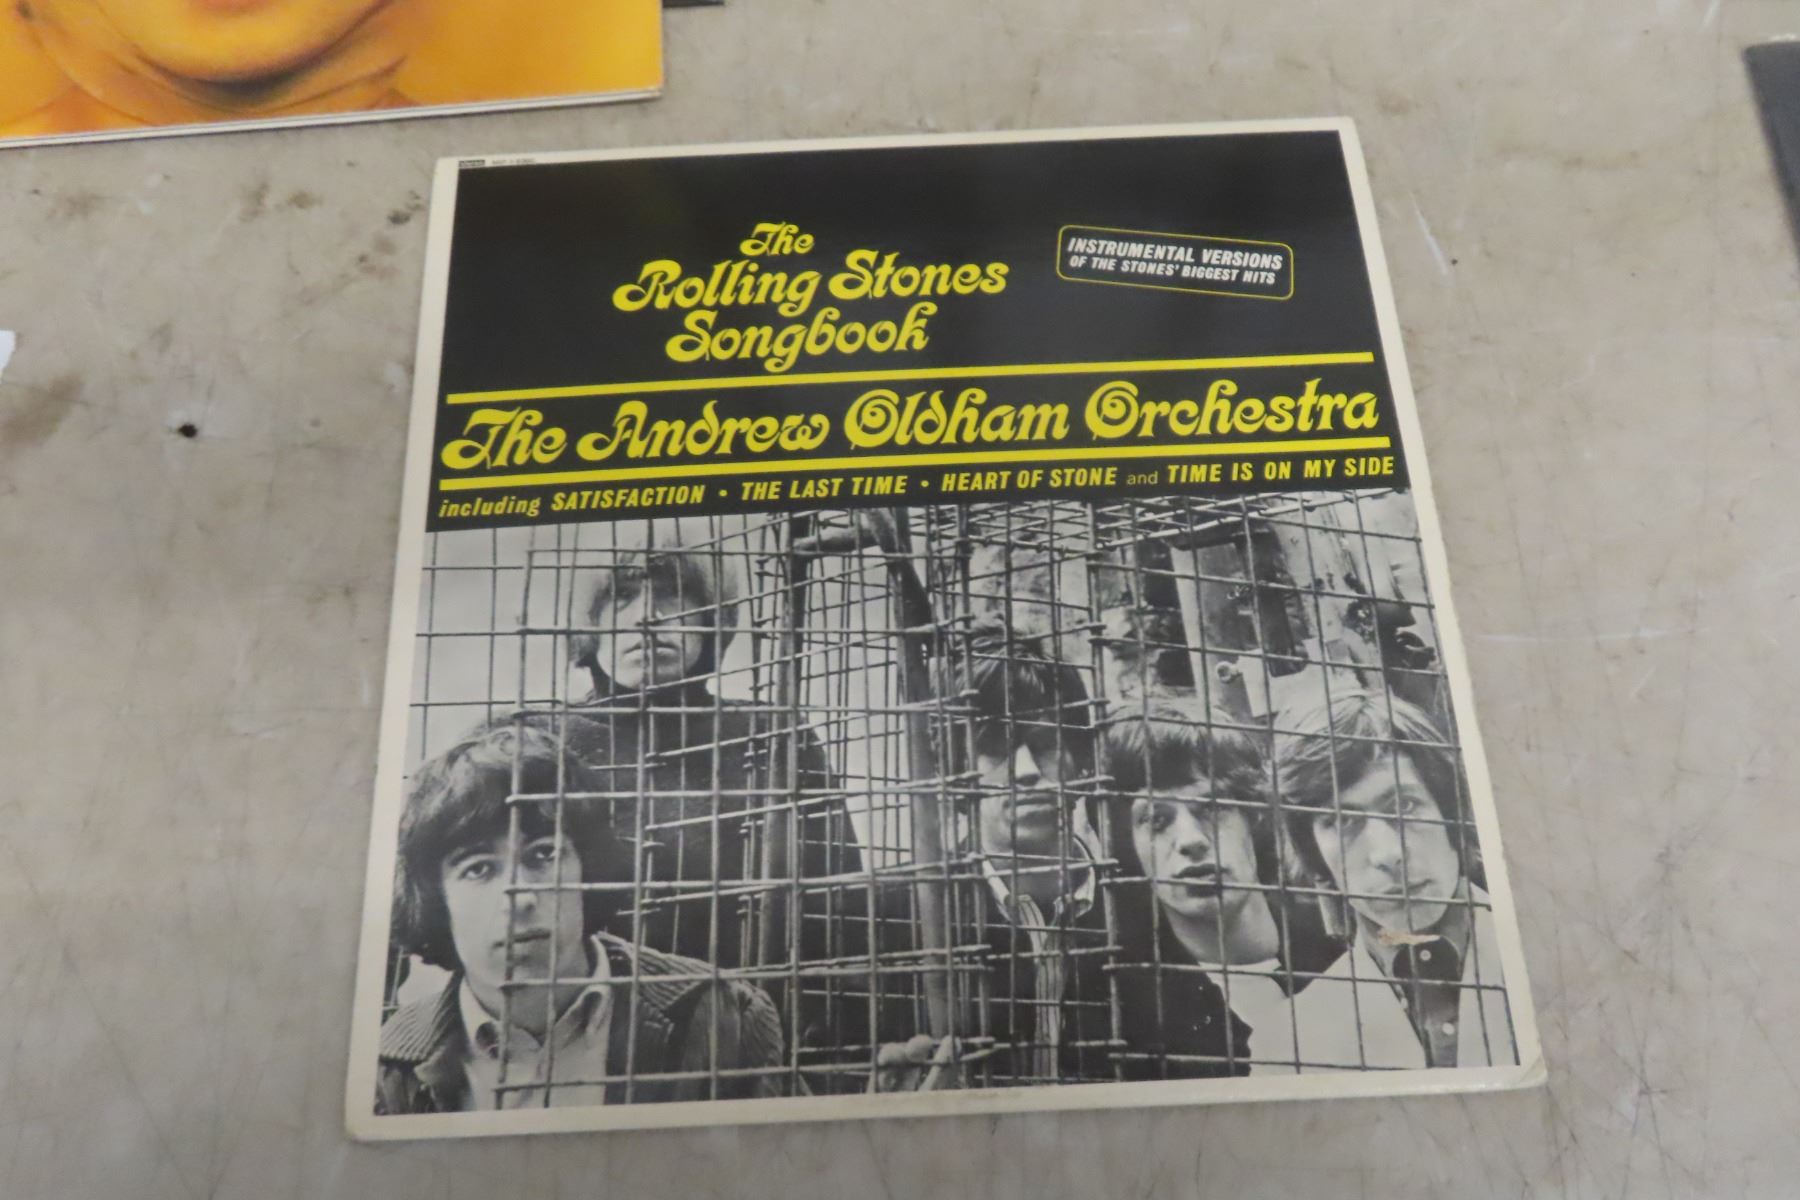 The
Rolling Stones
Songbook
INSTRUMENTAL VERSIONS
OF THE STONES' BIGGEST HITS
The Andrew Oldham Orchestra
including SATISFACTION • THE LAST TIME • HEART OF STONE and TIME IS ON MY SIDE